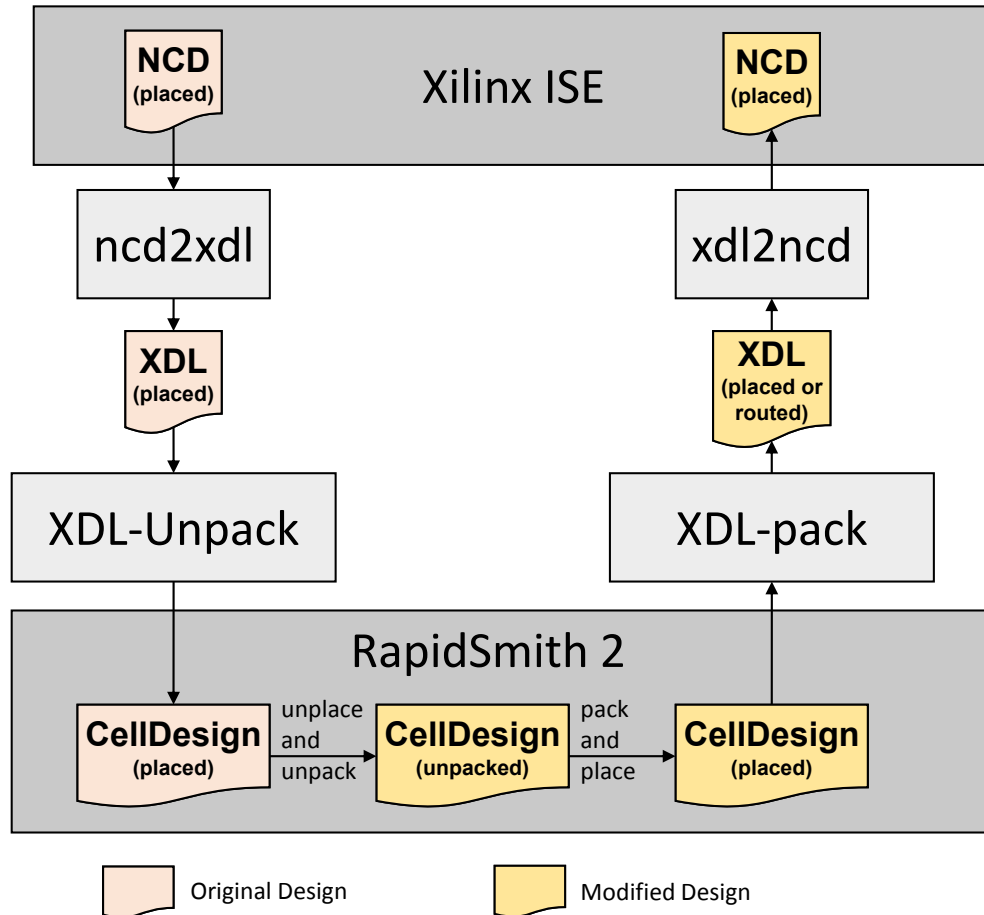 NCD
(placed)
Xilinx ISE
NCD
(placed)
ncd2xdl
xdl2ncd
XDL
(placed)
XDL
(placed or
routed)
XDL-Unpack
XDL-pack
RapidSmith 2
CellDesign
(placed)
unplace
and
unpack
CellDesign
(unpacked)
pack
and
place
CellDesign
(placed)
Original Design
Modified Design